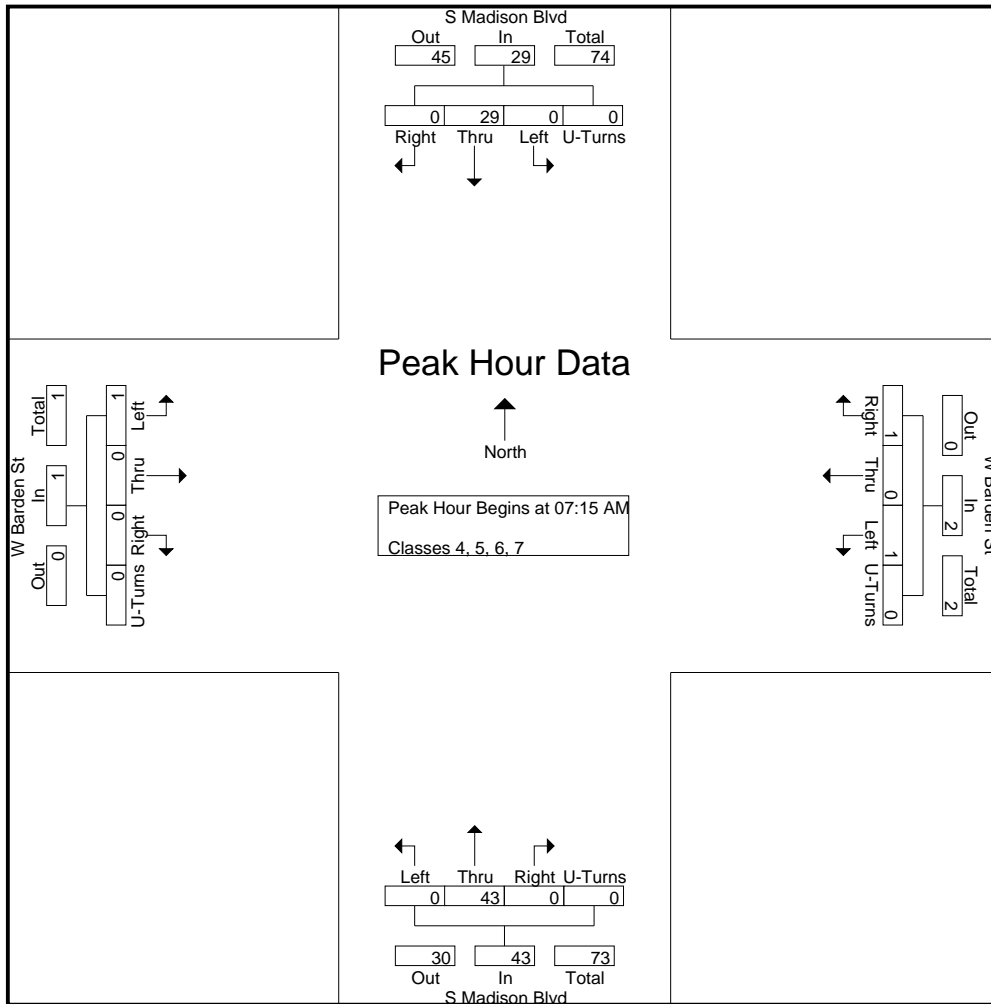 S Madison Blvd
Out In Total
45 29 74
0 29 0 0
Right Thru Left U-Turns
Peak Hour Data
North
Peak Hour Begins at 07:15 AM
Classes 4, 5, 6, 7
W Barden St
Out In Total
0 1 1
U-Turns Right Thru Left
0 0 0 1
W Barden St
Out In Total
0 2 2
Right Thru Left U-Turns
1 0 1 0
Left Thru Right U-Turns
0 43 0 0
30 43 73
Out In Total
S Madison Blvd